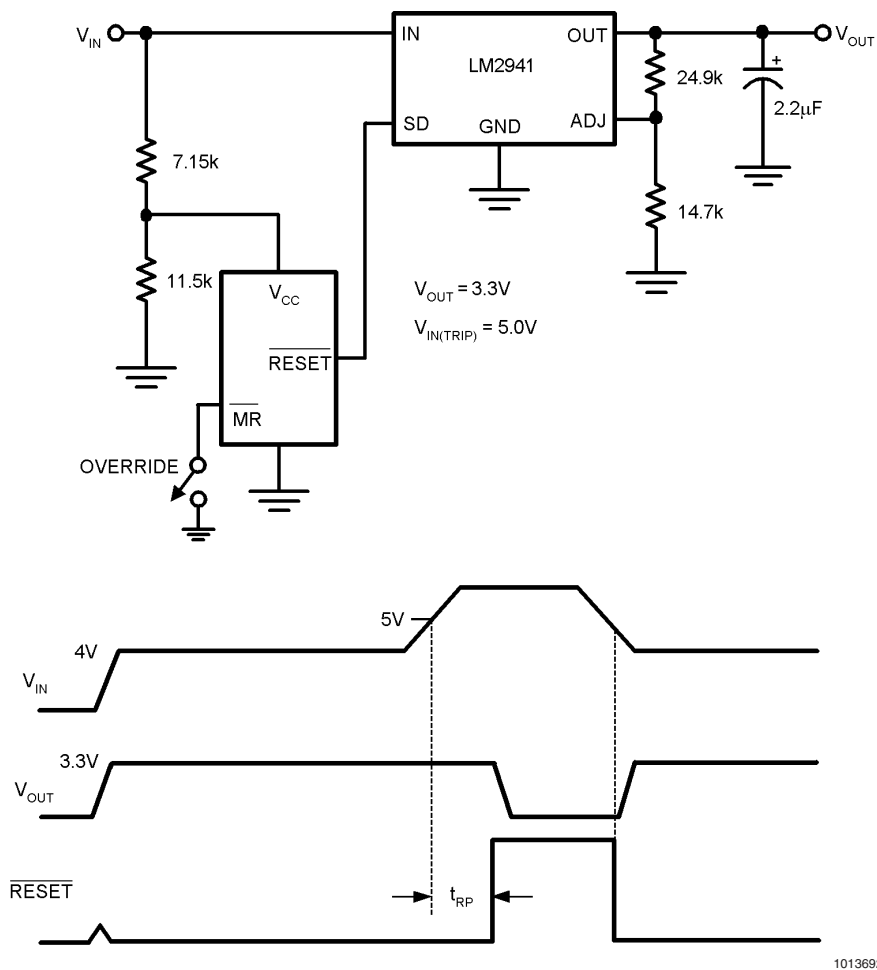 V_IN
IN
OUT
V_OUT
LM2941
24.9k
+
2.2μF
SD
GND
ADJ
7.15k
14.7k
11.5k
V_CC
V_OUT = 3.3V
V_IN(TRIP) = 5.0V
RESET
MR
OVERRIDE
5V
4V
V_IN
3.3V
V_OUT
RESET
t_RP